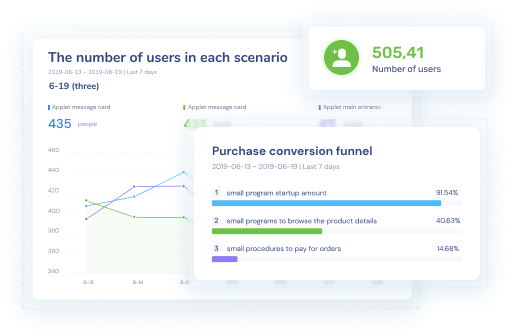 The number of users in each scenario
2019-06-13 - 2019-06-19 | Last 7 days
6-19 (three)
505,41
Number of users
Applet message card
Applet message card
Applet main entranc
435 people
460
440
420
400
380
360
340
6-13
6-14
Purchase conversion funnel
2019-06-13 - 2019-06-19 | Last 7 days
1 small program startup amount 91.54%
2 small programs to browse the product details 40.63%
3 small procedures to pay for orders 14.68%